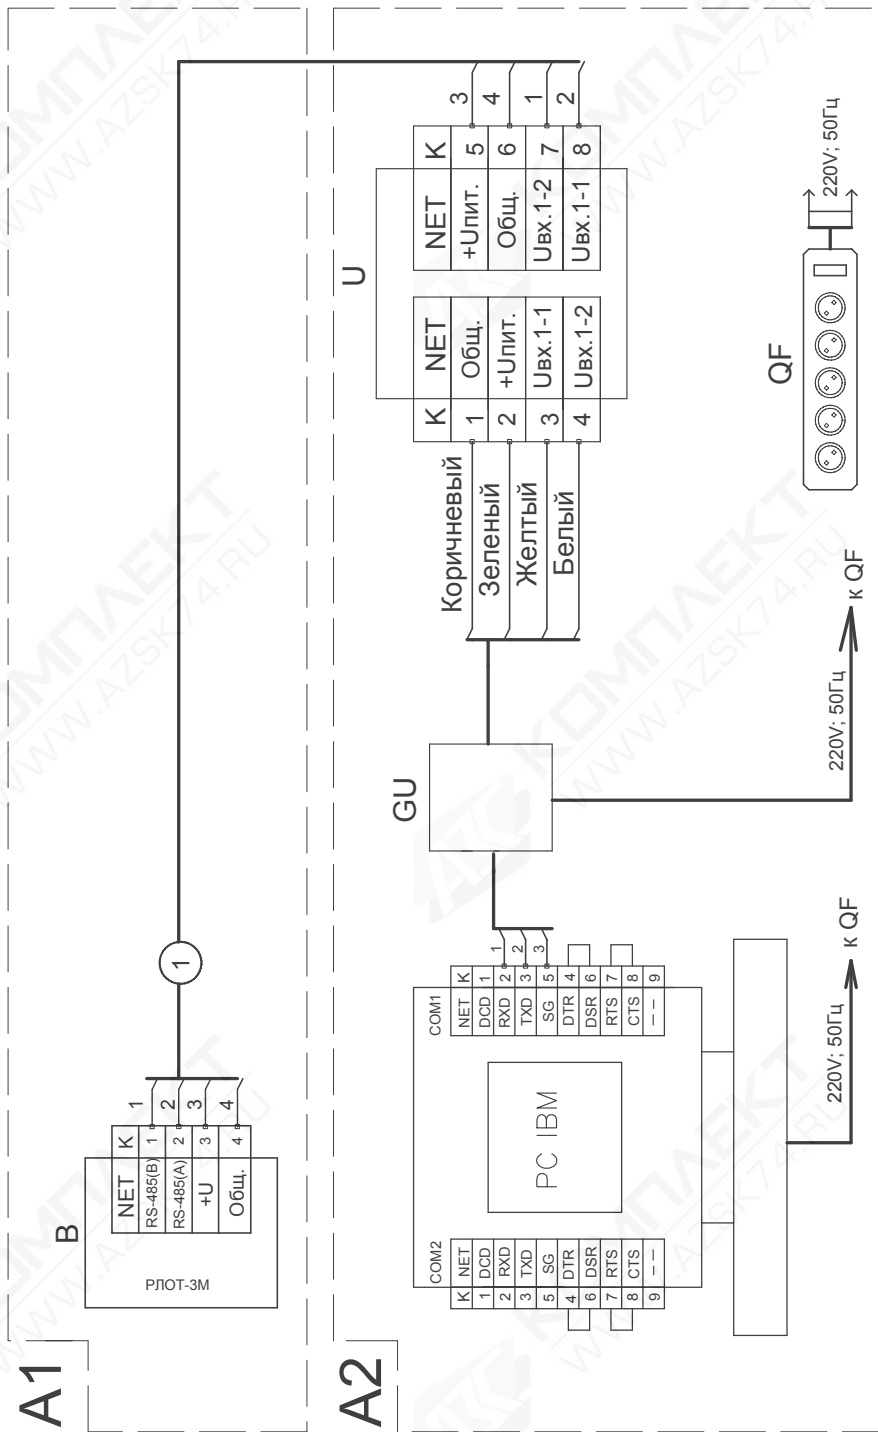 A1
B
NET K
RS-485(B) 1
RS-485(A) 2
+U 3
Общ. 4
1
2
3
4
РЛОТ-3М
1
A2
U
K NET
1 Общ.
2 +Uпит.
3 Uвх.1-1
4 Uвх.1-2
NET K
+Uпит. 5
Общ. 6
Uвх.1-2 7
Uвх.1-1 8
3
4
1
2
Коричневый
Зеленый
Желтый
Белый
GU
COM2
K NET
1 DCD
2 RXD
3 TXD
5 SG
4 DTR
6 DSR
7 RTS
8 CTS
9 – –
PC IBM
COM1
NET K
DCD 1
RXD 2
TXD 3
SG 5
DTR 4
DSR 6
RTS 7
CTS 8
– – 9
1
2
3
220V; 50Гц
к QF
220V; 50Гц
к QF
QF
220V; 50Гц
КОМПЛЕКТ
WWW.AZSK74.RU